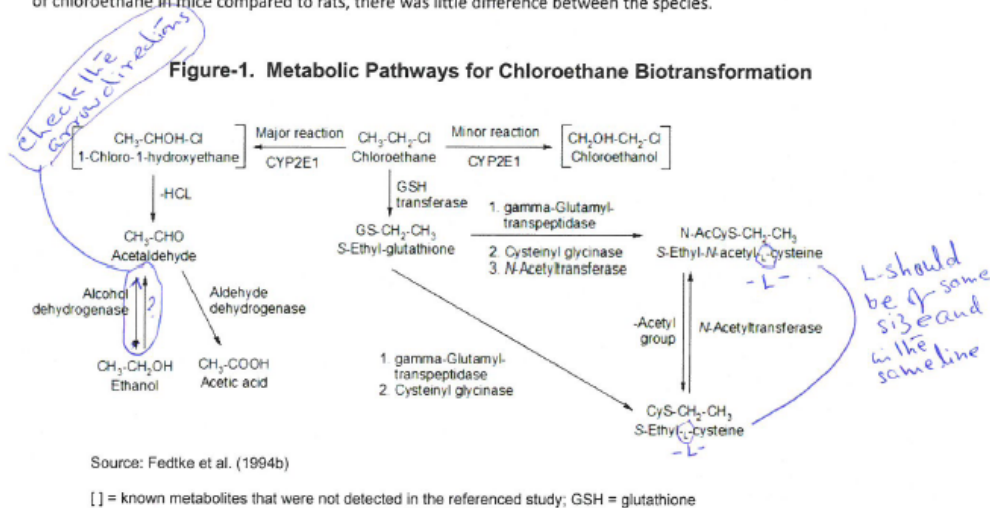 of chloroethane in mice compared to rats, there was little difference between the species.
check the
arrow directions
Figure-1. Metabolic Pathways for Chloroethane Biotransformation
CH₃-CHOH-Cl
1-Chloro-1-hydroxyethane
Major reaction
CYP2E1
CH₃-CH₂-Cl
Chloroethane
Minor reaction
CYP2E1
CH₂OH-CH₂-Cl
Chloroethanol
-HCL
GSH
transferase
CH₃-CHO
Acetaldehyde
GS-CH₂-CH₃
S-Ethyl-glutathione
1. gamma-Glutamyl-
transpeptidase
2. Cysteinyl glycinase
3. N-Acetyltransferase
N-AcCyS-CH₂-CH₃
S-Ethyl-N-acetyl-L-cysteine
-L-
L-should
be of same
size and
in the
same line
Alcohol
dehydrogenase
?
Aldehyde
dehydrogenase
-Acetyl
group
N-Acetyltransferase
CH₃-CH₂OH
Ethanol
CH₃-COOH
Acetic acid
1. gamma-Glutamyl-
transpeptidase
2. Cysteinyl glycinase
CyS-CH₂-CH₃
S-Ethyl-L-cysteine
-L-
Source: Fedtke et al. (1994b)
[ ] = known metabolites that were not detected in the referenced study; GSH = glutathione